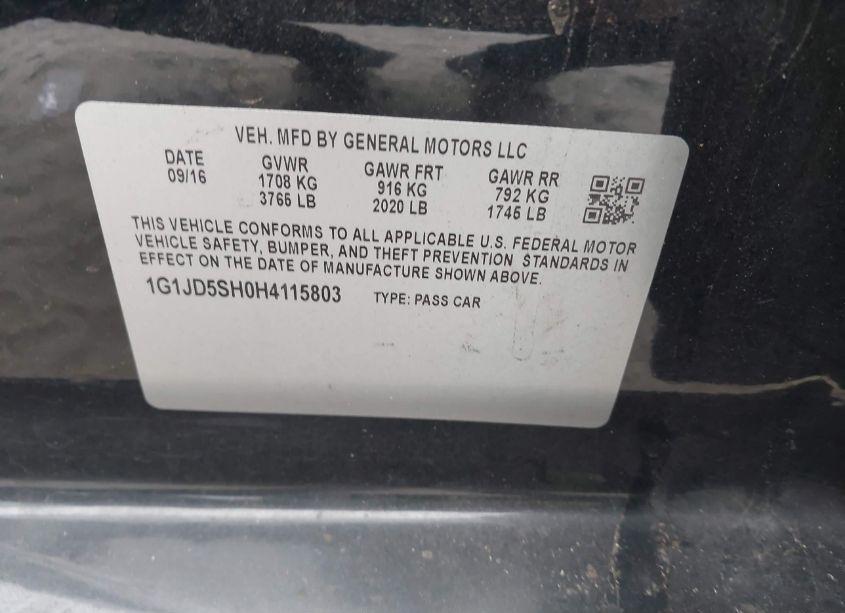 VEH. MFD BY GENERAL MOTORS LLC
DATE GVWR GAWR FRT GAWR RR
09/16 1708 KG 916 KG 792 KG
3766 LB 2020 LB 1745 LB
THIS VEHICLE CONFORMS TO ALL APPLICABLE U.S. FEDERAL MOTOR
VEHICLE SAFETY, BUMPER, AND THEFT PREVENTION STANDARDS IN
EFFECT ON THE DATE OF MANUFACTURE SHOWN ABOVE.
1G1JD5SH0H4115803 TYPE: PASS CAR